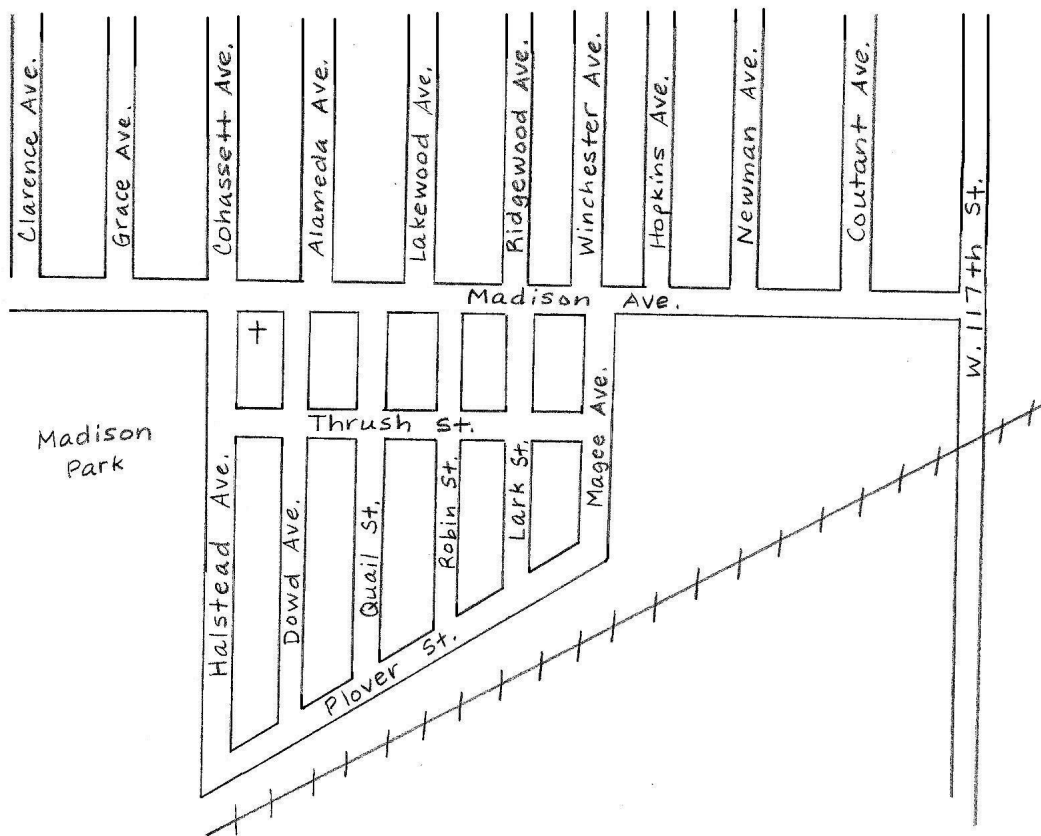 Clarence Ave.
Grace Ave.
Cohassett Ave.
Alameda Ave.
Lakewood Ave.
Ridgewood Ave.
Winchester Ave.
Hopkins Ave.
Newman Ave.
Coutant Ave.
W. 117th St.
Madison Ave.
Madison
Park
Thrush St.
Halstead Ave.
Dowd Ave.
Quail St.
Robin St.
Lark St.
Magee Ave.
Plover St.